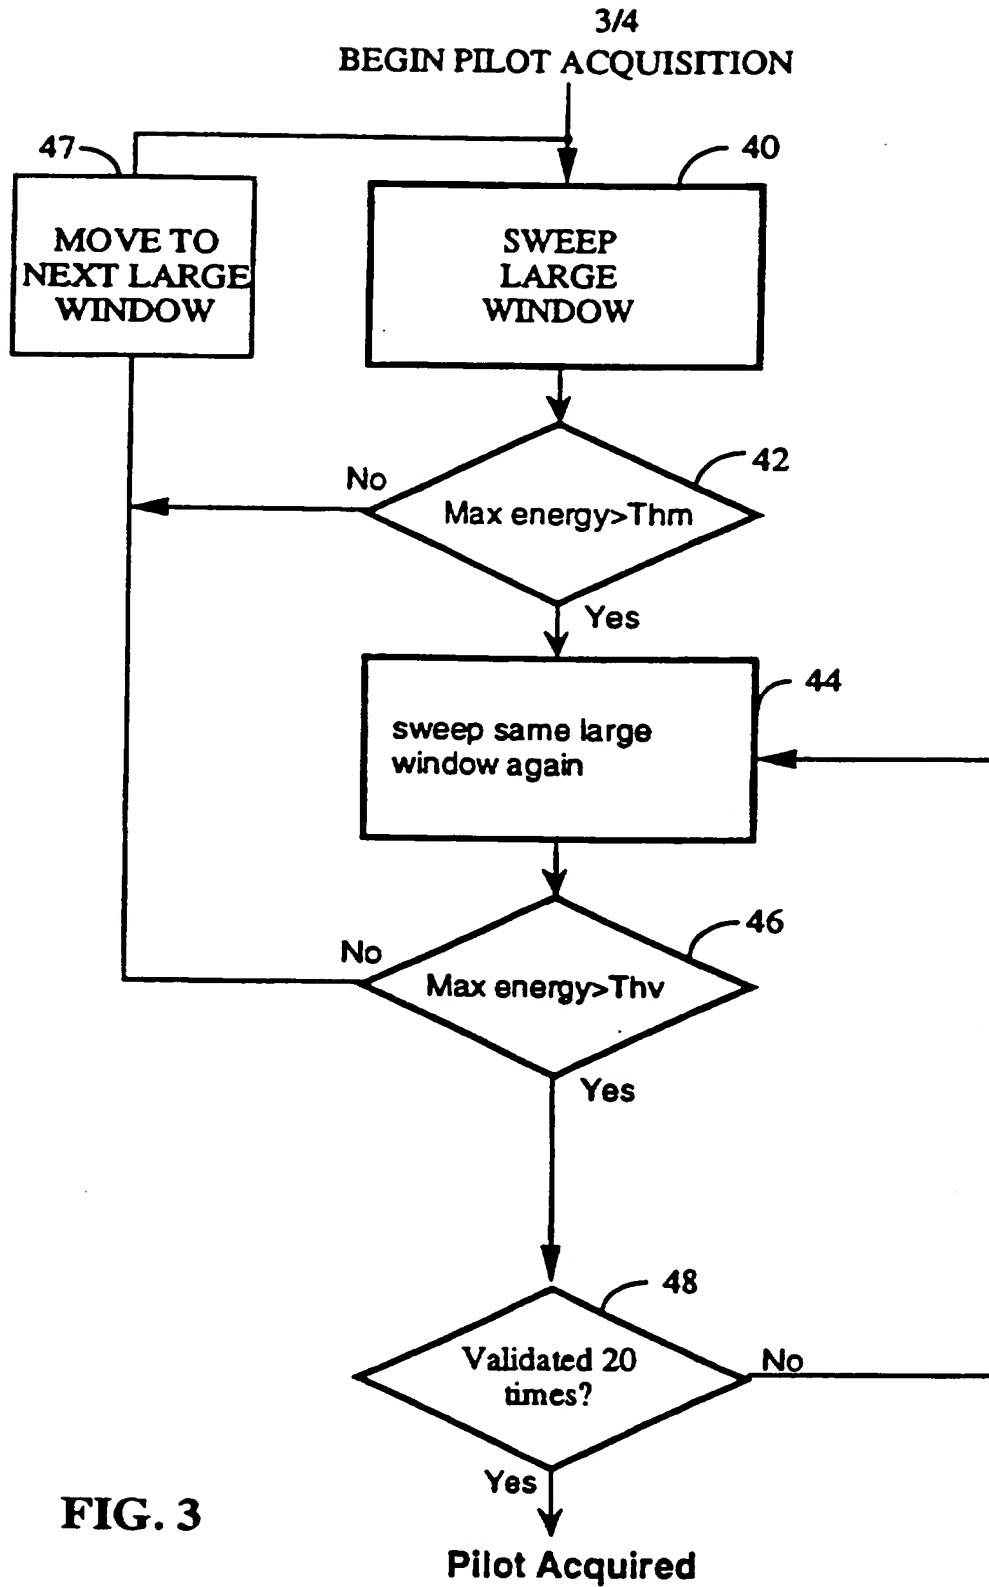 3/4
BEGIN PILOT ACQUISITION
47
40
MOVE TO
NEXT LARGE
WINDOW
SWEEP
LARGE
WINDOW
42
No
Max energy>Thm
Yes
44
sweep same large
window again
46
No
Max energy>Thv
Yes
48
Validated 20
times?
No
Yes
FIG. 3
Pilot Acquired